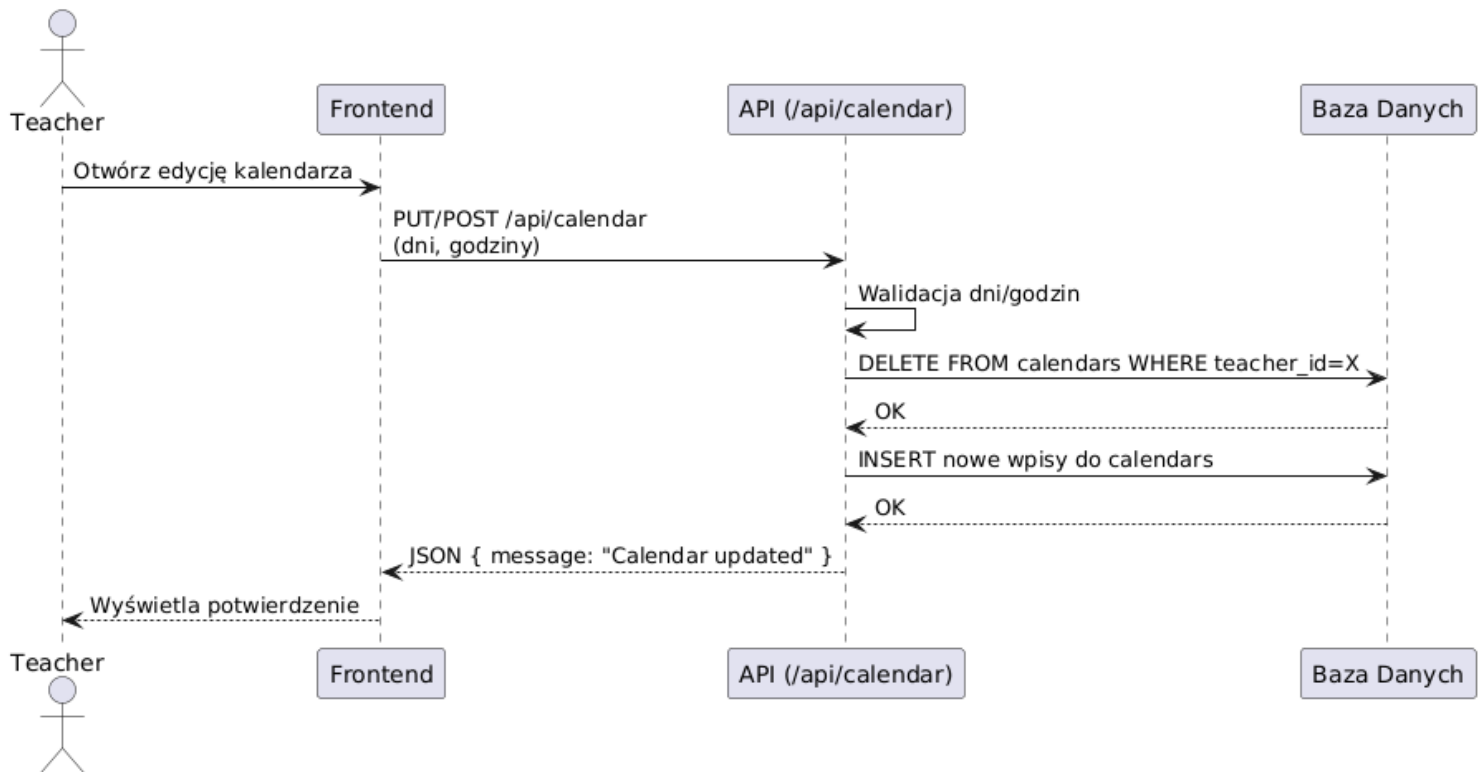 Teacher
Frontend
API (/api/calendar)
Baza Danych
Otwórz edycję kalendarza
PUT/POST /api/calendar
(dni, godziny)
Walidacja dni/godzin
DELETE FROM calendars WHERE teacher_id=X
OK
INSERT nowe wpisy do calendars
OK
JSON { message: "Calendar updated" }
Wyświetla potwierdzenie
Teacher
Frontend
API (/api/calendar)
Baza Danych